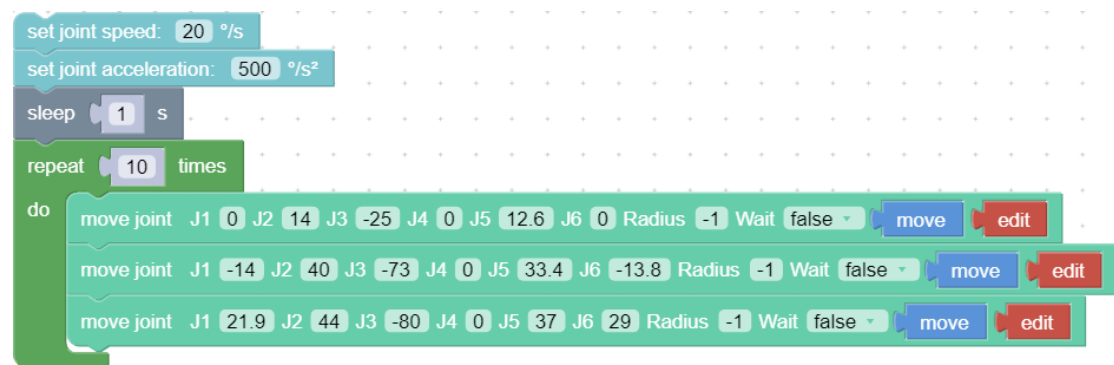 set joint speed: 20 °/s
set joint acceleration: 500 °/s²
sleep 1 s
repeat 10 times
do
move joint J1 0 J2 14 J3 -25 J4 0 J5 12.6 J6 0 Radius -1 Wait false move edit
move joint J1 -14 J2 40 J3 -73 J4 0 J5 33.4 J6 -13.8 Radius -1 Wait false move edit
move joint J1 21.9 J2 44 J3 -80 J4 0 J5 37 J6 29 Radius -1 Wait false move edit